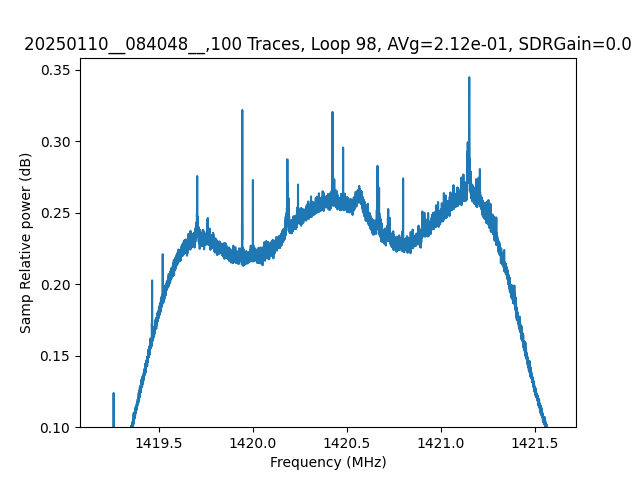 20250110__084048__,100 Traces, Loop 98, AVg=2.12e-01, SDRGain=0.0
Samp Relative power (dB)
0.35
0.30
0.25
0.20
0.15
0.10
1419.5 1420.0 1420.5 1421.0 1421.5
Frequency (MHz)